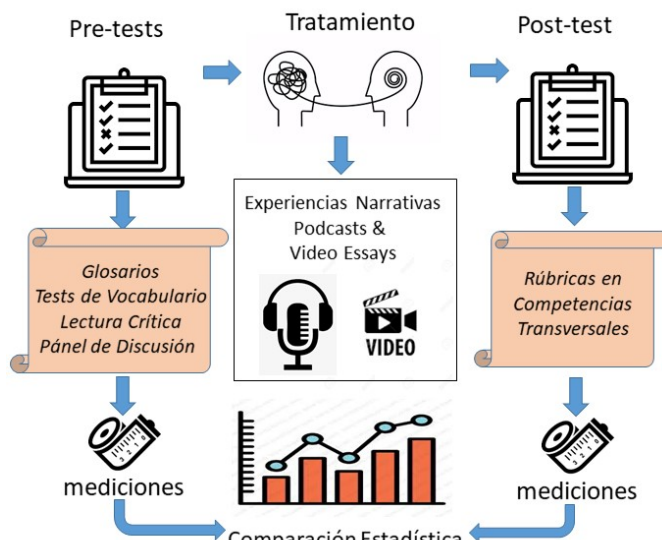 Pre-tests
Tratamiento
Post-test
Glosarios
Tests de Vocabulario
Lectura Crítica
Pánel de Discusión
Experiencias Narrativas
Podcasts &
Video Essays
VIDEO
Rúbricas en
Competencias
Transversales
mediciones
mediciones
Comparación Estadística